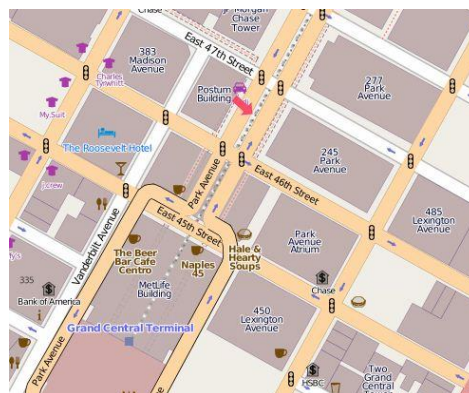 Chase
Morgan
Chase
Tower
East 47th Street
383
Madison
Avenue
Charles
Tyrwhitt
My.Suit
Postum
Building
277
Park
Avenue
The Roosevelt Hotel
245
Park
Avenue
j.crew
Park Avenue
East 46th Street
485
Lexington
Avenue
Vanderbilt Avenue
East 45th Street
The Beer
Bar Cafe
Centro
Naples
45
Hale &
Hearty
Soups
Park
Avenue
Atrium
335
Bank of America
MetLife
Building
Chase
Grand Central Terminal
450
Lexington
Avenue
Park Avenue
HSBC
Two
Grand
Central